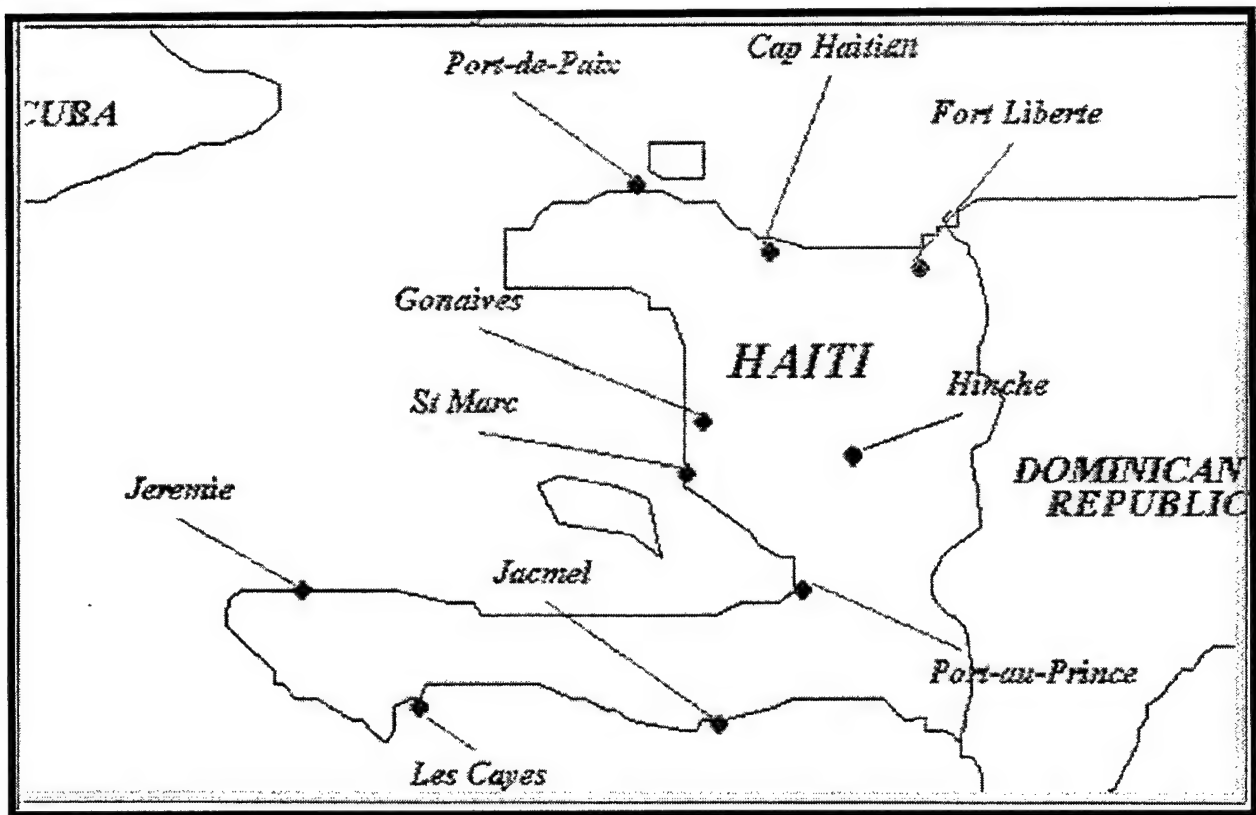 Cap Haitian
Port-de-Paix
CUBA
Fort Liberte
Gonaives
HAITI
Hinche
St Marc
DOMINICAN
REPUBLIC
Jeremie
Jacmel
Port-au-Prince
Les Cayes